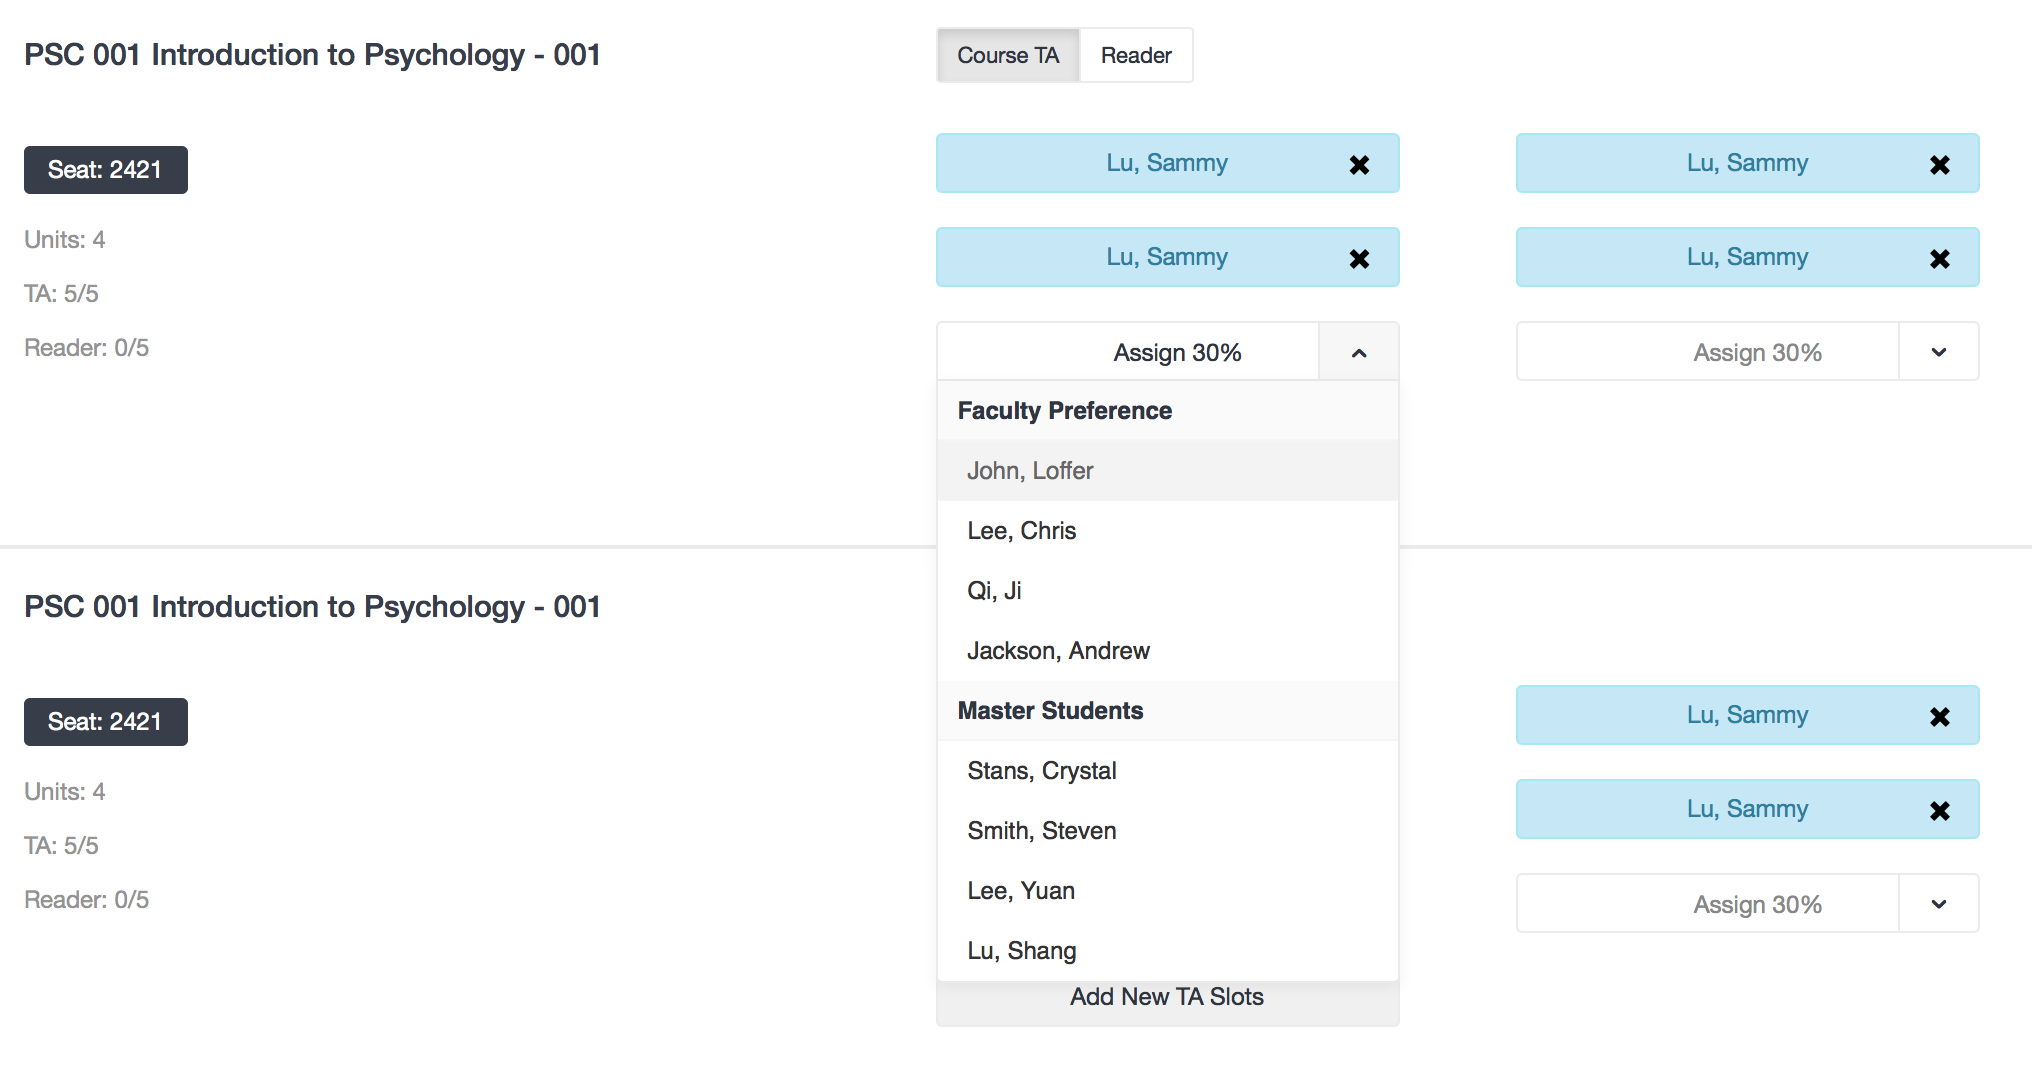 PSC 001 Introduction to Psychology - 001
Course TA
Reader
Seat: 2421
Units: 4
TA: 5/5
Reader: 0/5
Lu, Sammy
Lu, Sammy
Lu, Sammy
Lu, Sammy
Assign 30%
Assign 30%
Faculty Preference
John, Loffer
Lee, Chris
Qi, Ji
Jackson, Andrew
Master Students
Stans, Crystal
Smith, Steven
Lee, Yuan
Lu, Shang
Add New TA Slots
PSC 001 Introduction to Psychology - 001
Seat: 2421
Units: 4
TA: 5/5
Reader: 0/5
Lu, Sammy
Lu, Sammy
Assign 30%